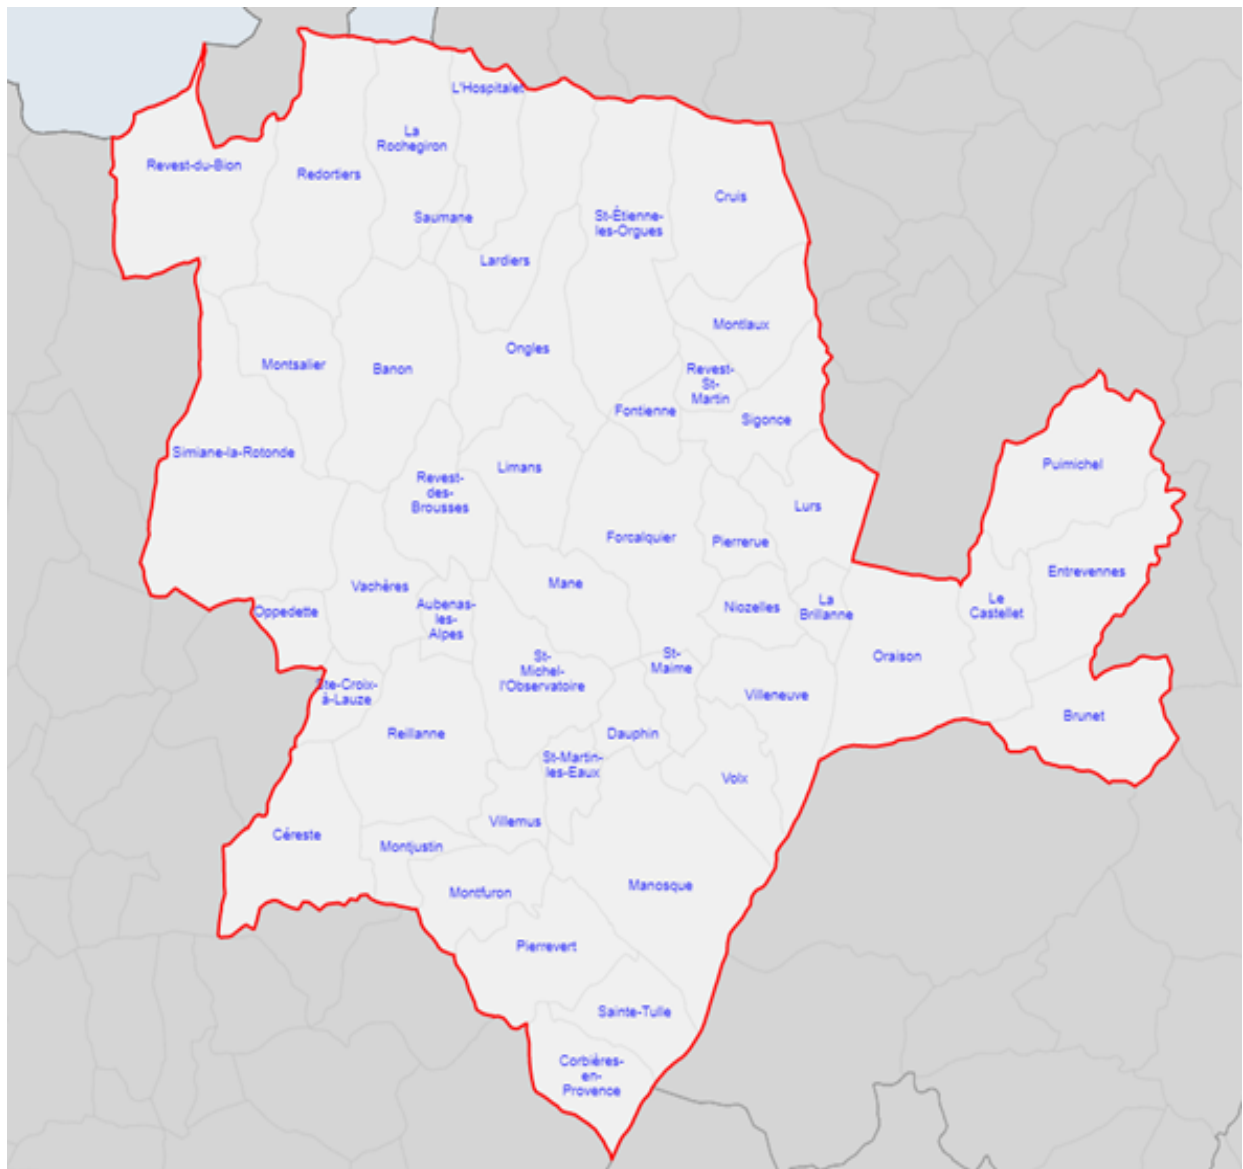 L'Hospitalet
La
Rochegiron
Revest-du-Bion
Redortiers
Cruis
Saumane
St-Étienne-
les-Orgues
Lardiers
Montlaux
Ongles
Montsalier
Banon
Revest-
St-
Martin
Fontienne
Sigonce
Simiane-la-Rotonde
Limans
Puimichel
Revest-
des-
Brousses
Lurs
Forcalquier
Pierrerue
Entrevennes
Vachères
Mane
Oppedette
Aubenas-
les-
Alpes
Niozelles
La
Brillanne
Le
Castellet
Oraison
St-
Michel-
l'Observatoire
St-
Maime
Ste-Croix-
à-Lauze
Villeneuve
Brunet
Reillanne
Dauphin
St-Martin-
les-Eaux
Volx
Villemus
Céreste
Montjustin
Manosque
Montfuron
Pierrevert
Sainte-Tulle
Corbières-
en-
Provence